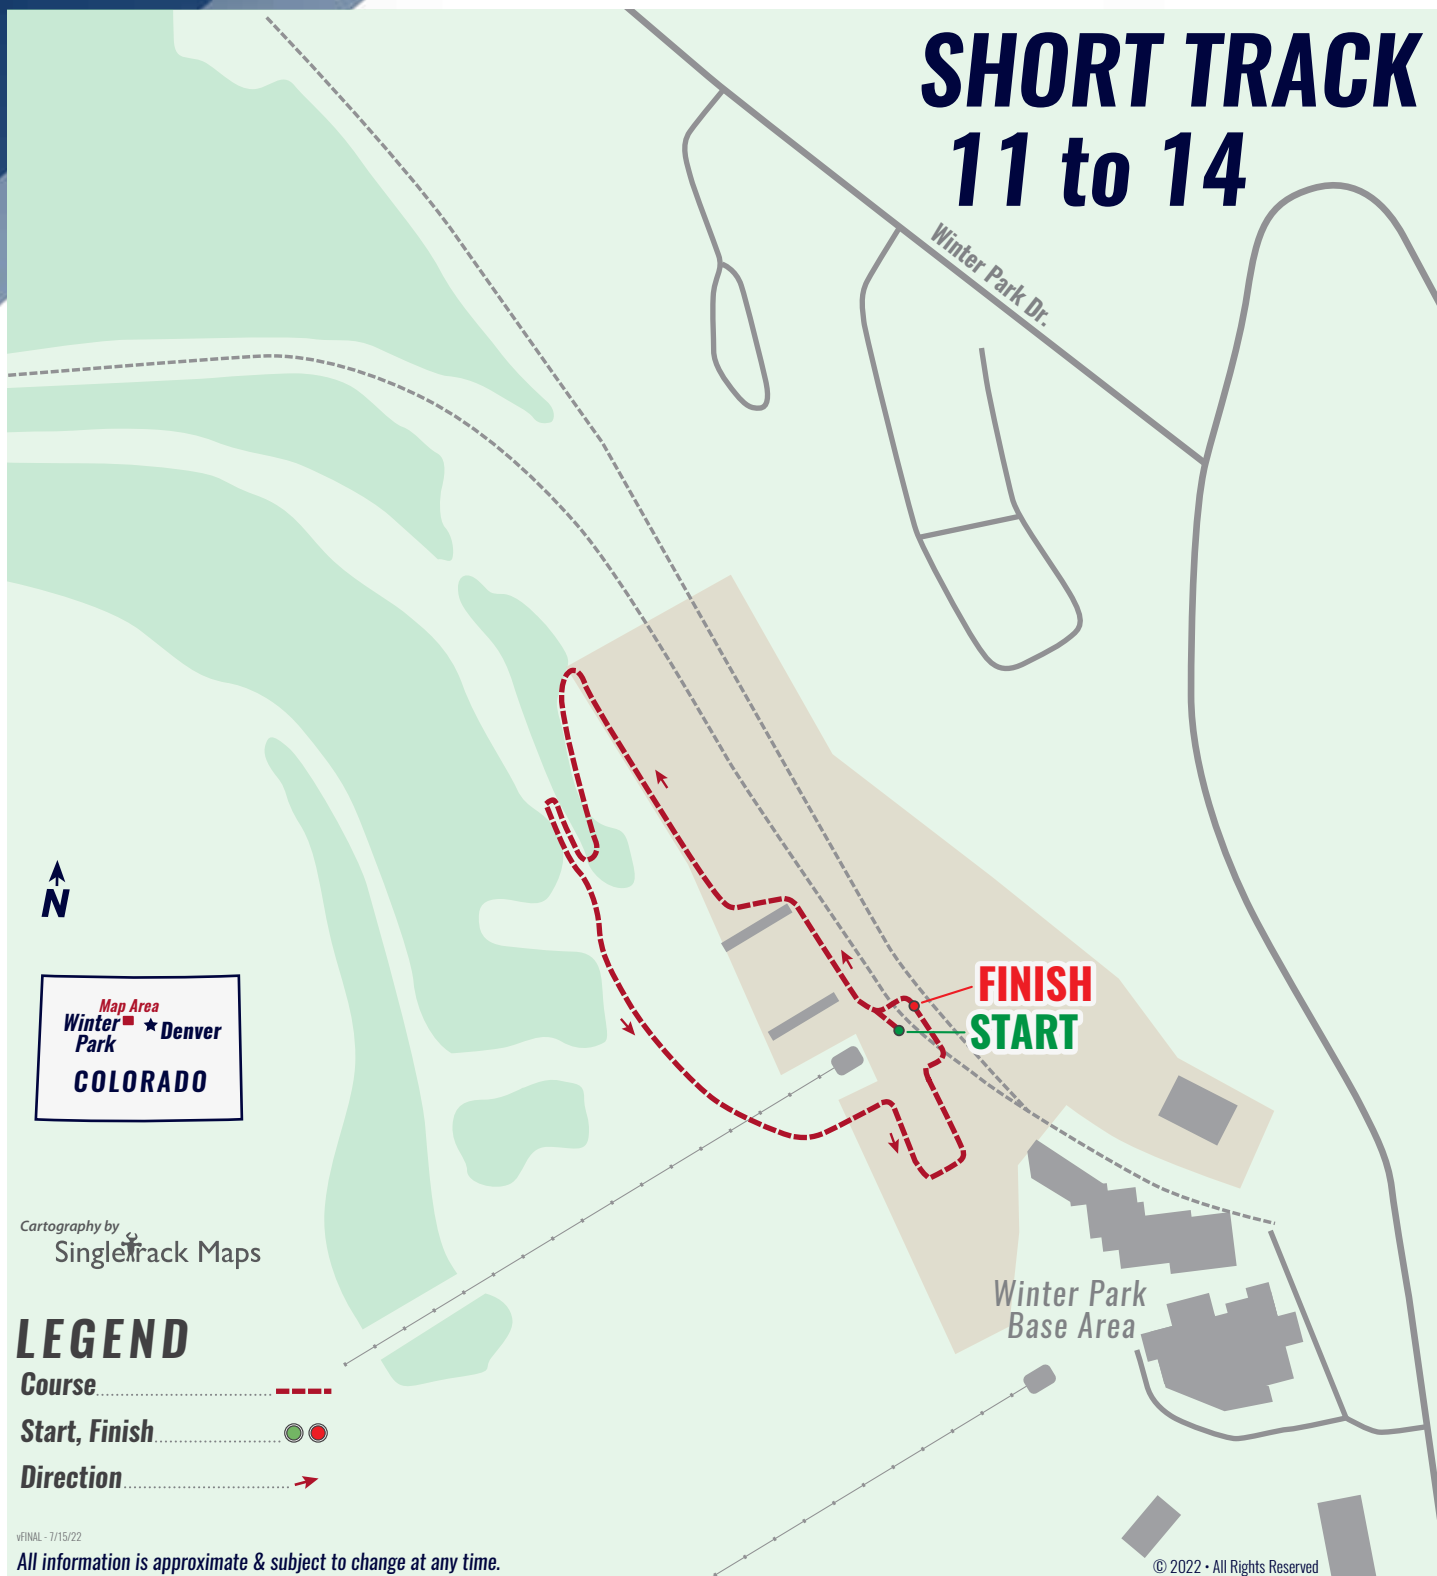 SHORT TRACK
11 to 14
Winter Park Dr.
FINISH
START
N
Map Area
Winter
Park
Denver
COLORADO
Cartography by
SingleTrack Maps
Winter Park
Base Area
LEGEND
Course
Start, Finish
Direction
vFINAL - 7/15/22
All information is approximate & subject to change at any time.
© 2022 • All Rights Reserved